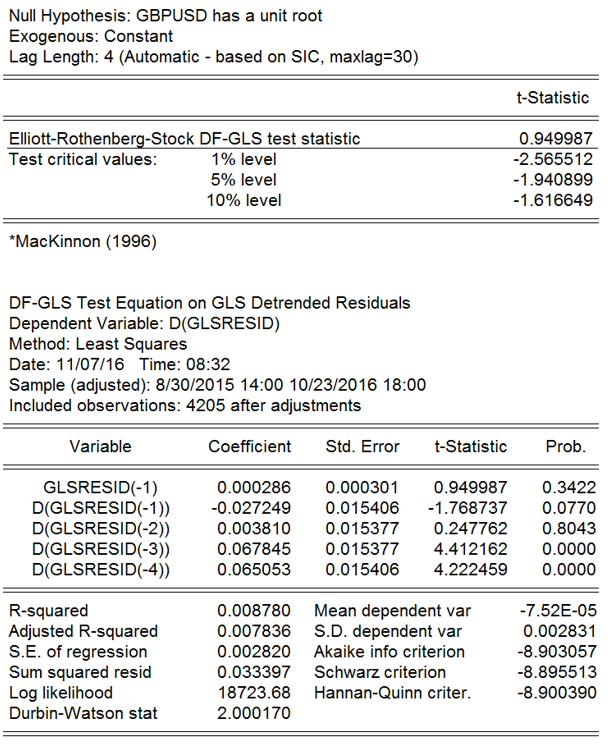 Null Hypothesis: GBPUSD has a unit root
Exogenous: Constant
Lag Length: 4 (Automatic - based on SIC, maxlag=30)
t-Statistic
Elliott-Rothenberg-Stock DF-GLS test statistic 0.949987
Test critical values: 1% level -2.565512
5% level -1.940899
10% level -1.616649
*MacKinnon (1996)
DF-GLS Test Equation on GLS Detrended Residuals
Dependent Variable: D(GLSRESID)
Method: Least Squares
Date: 11/07/16 Time: 08:32
Sample (adjusted): 8/30/2015 14:00 10/23/2016 18:00
Included observations: 4205 after adjustments
Variable Coefficient Std. Error t-Statistic Prob.
GLSRESID(-1) 0.000286 0.000301 0.949987 0.3422
D(GLSRESID(-1)) -0.027249 0.015406 -1.768737 0.0770
D(GLSRESID(-2)) 0.003810 0.015377 0.247762 0.8043
D(GLSRESID(-3)) 0.067845 0.015377 4.412162 0.0000
D(GLSRESID(-4)) 0.065053 0.015406 4.222459 0.0000
R-squared 0.008780 Mean dependent var -7.52E-05
Adjusted R-squared 0.007836 S.D. dependent var 0.002831
S.E. of regression 0.002820 Akaike info criterion -8.903057
Sum squared resid 0.033397 Schwarz criterion -8.895513
Log likelihood 18723.68 Hannan-Quinn criter. -8.900390
Durbin-Watson stat 2.000170